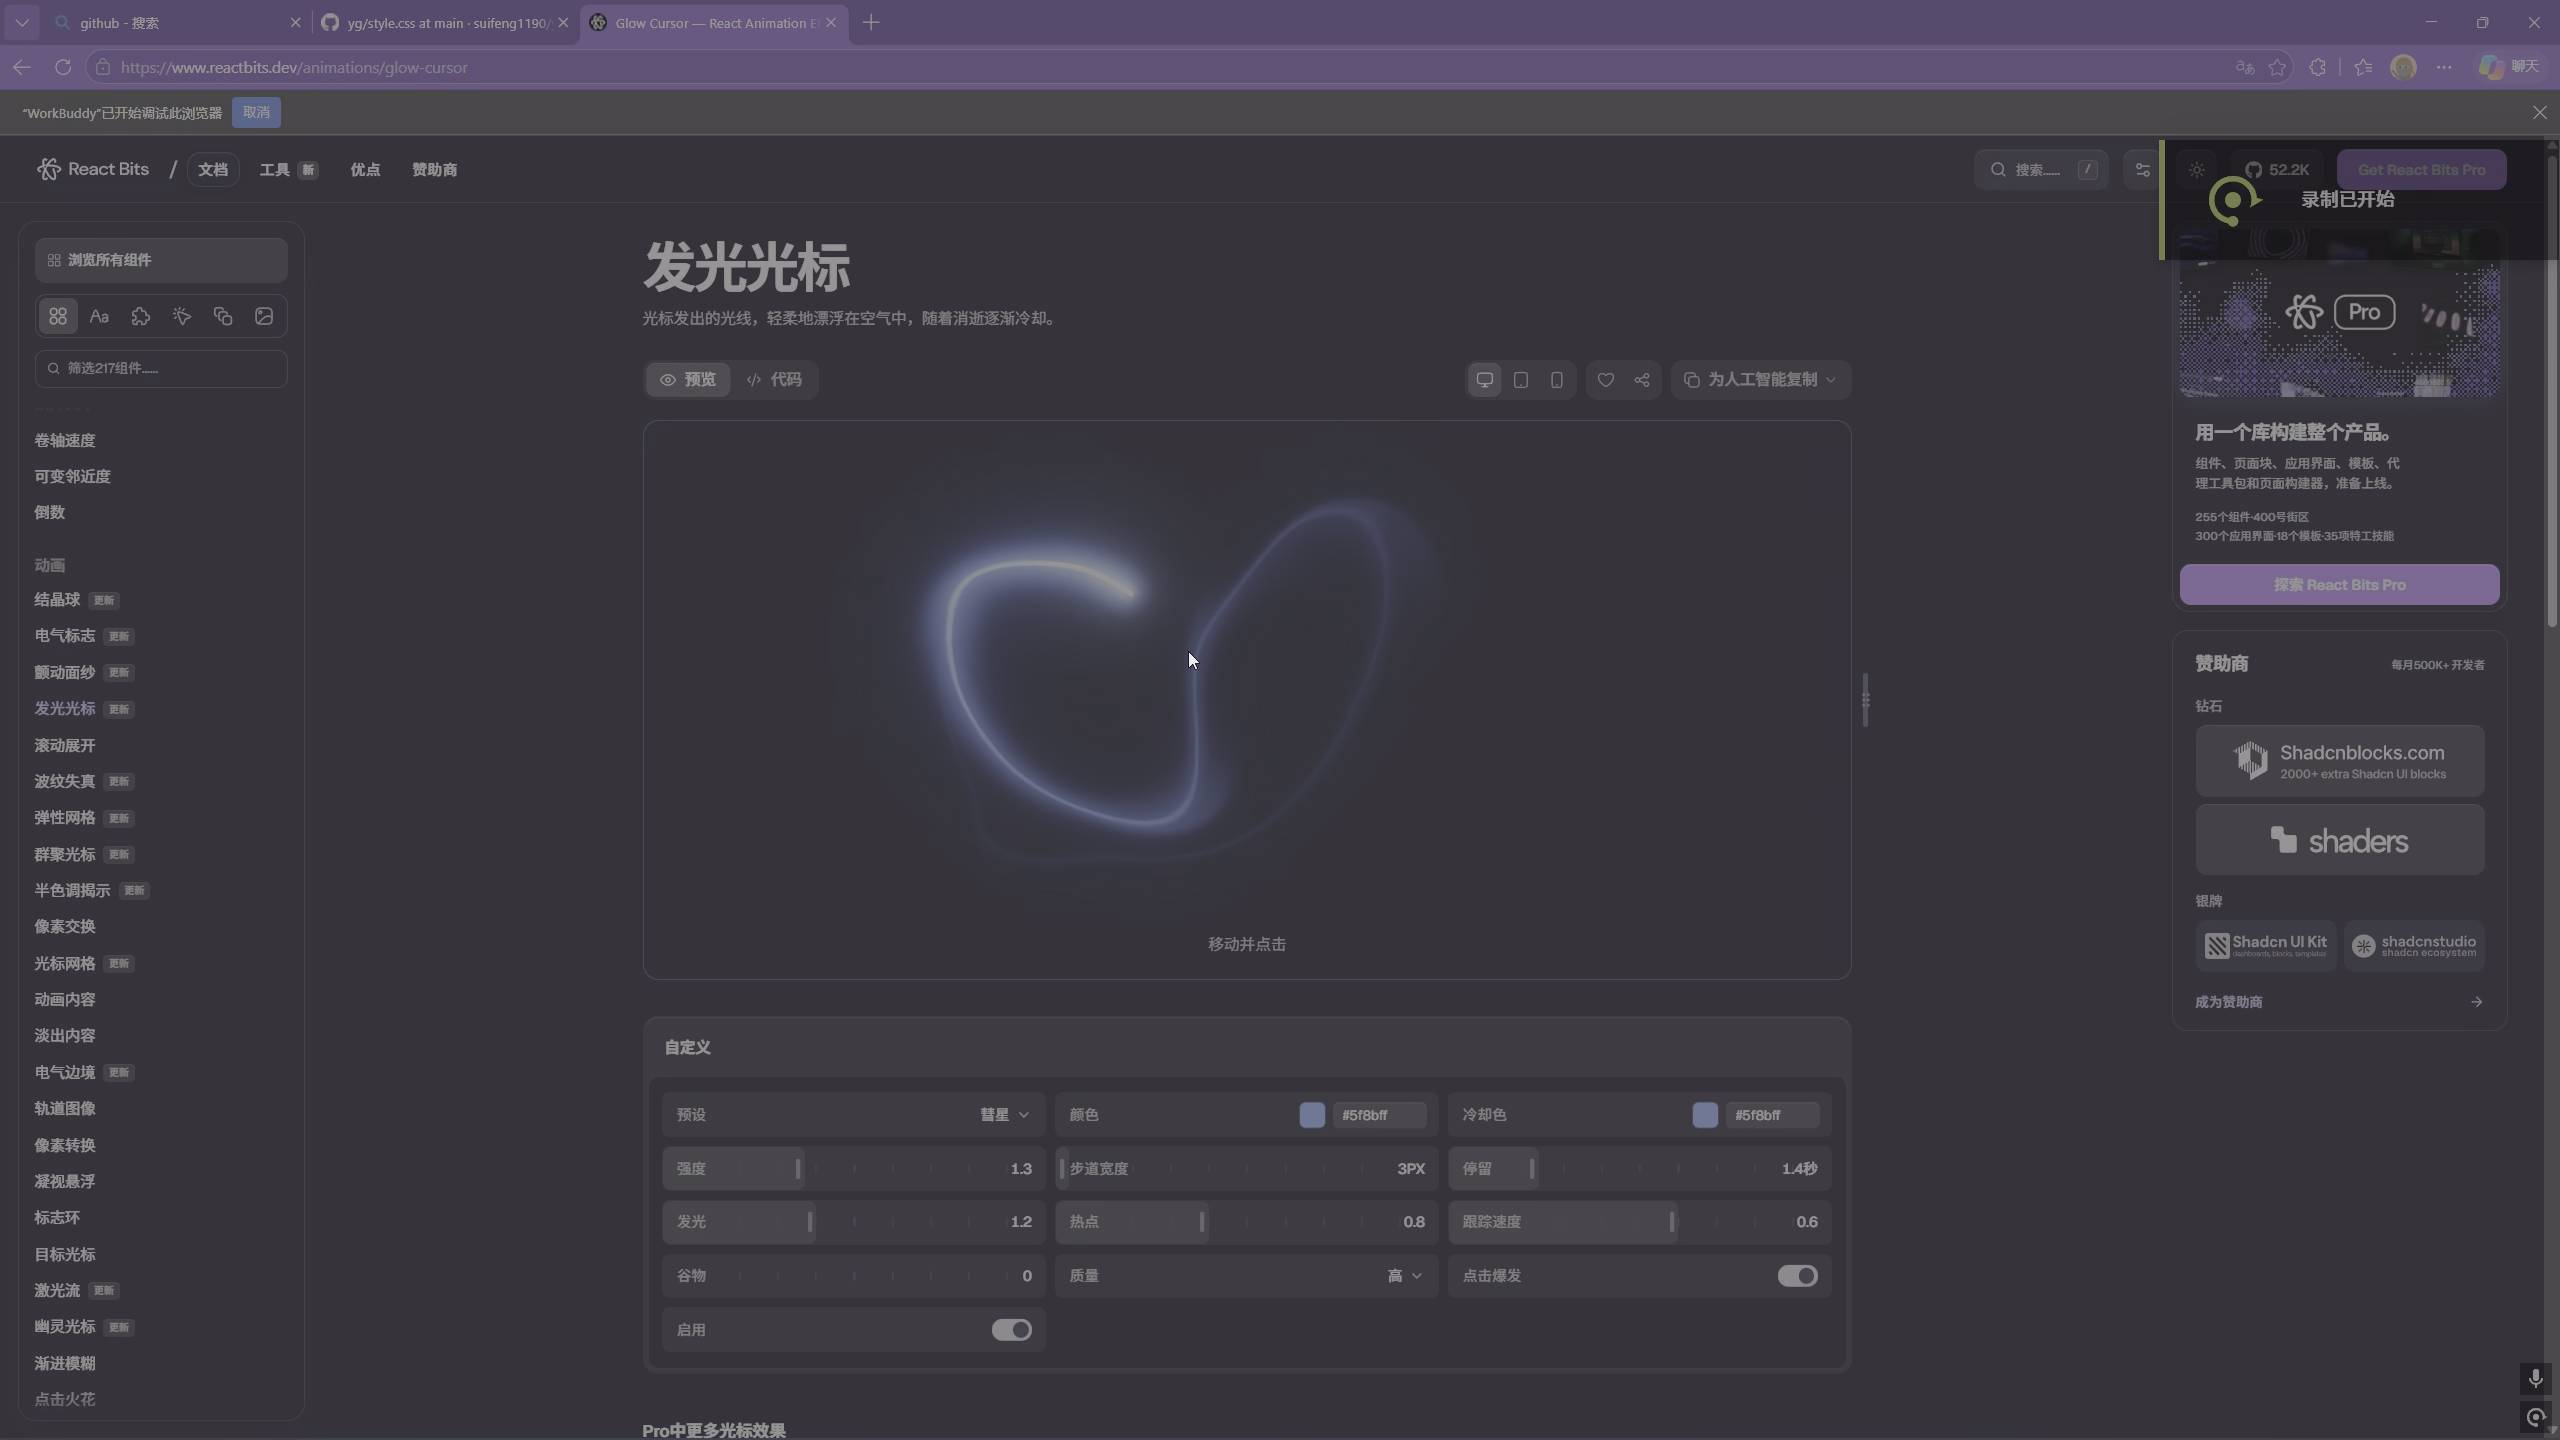 github - 搜索
yg/style.css at main · suifeng1190/
Glow Cursor — React Animation E
https://www.reactbits.dev/animations/glow-cursor
聊天
"WorkBuddy"已开始调试此浏览器
取消
React Bits
/
文档
工具
新
优点
赞助商
搜索......
/
52.2K
Get React Bits Pro
录制已开始
浏览所有组件
Aa
筛选217组件......
卷轴速度
可变邻近度
倒数
动画
结晶球 更新
电气标志 更新
颤动面纱 更新
发光光标 更新
滚动展开
波纹失真 更新
弹性网格 更新
群聚光标 更新
半色调揭示 更新
像素交换
光标网格 更新
动画内容
淡出内容
电气边境 更新
轨道图像
像素转换
凝视悬浮
标志环
目标光标
激光流 更新
幽灵光标 更新
渐进模糊
点击火花
发光光标
光标发出的光线，轻柔地漂浮在空气中，随着消逝逐渐冷却。
预览
代码
为人工智能复制
移动并点击
自定义
预设 彗星
颜色 #5f8bff
冷却色 #5f8bff
强度 1.3
步道宽度 3PX
停留 1.4秒
发光 1.2
热点 0.8
跟踪速度 0.6
谷物 0
质量 高
点击爆发
启用
Pro中更多光标效果
Pro
用一个库构建整个产品。
组件、页面块、应用界面、模板、代
理工具包和页面构建器，准备上线。
255个组件·400号街区
300个应用界面·18个模板·35项特工技能
探索 React Bits Pro
赞助商
每月500K+ 开发者
钻石
Shadcnblocks.com
2000+ extra Shadcn UI blocks
shaders
银牌
Shadcn UI Kit
dashboards, blocks, templates
shadcnstudio
shadcn ecosystem
成为赞助商